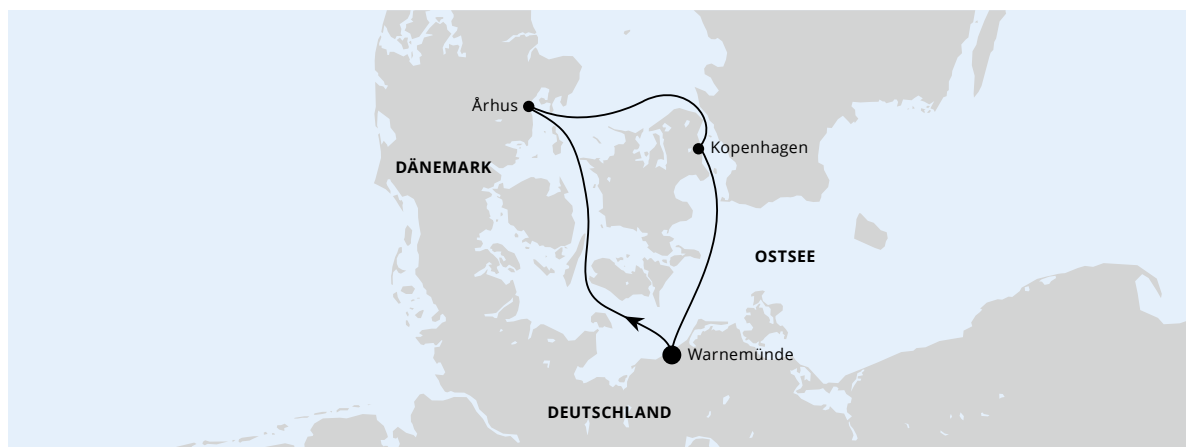 Århus
Kopenhagen
DÄNEMARK
OSTSEE
Warnemünde
DEUTSCHLAND